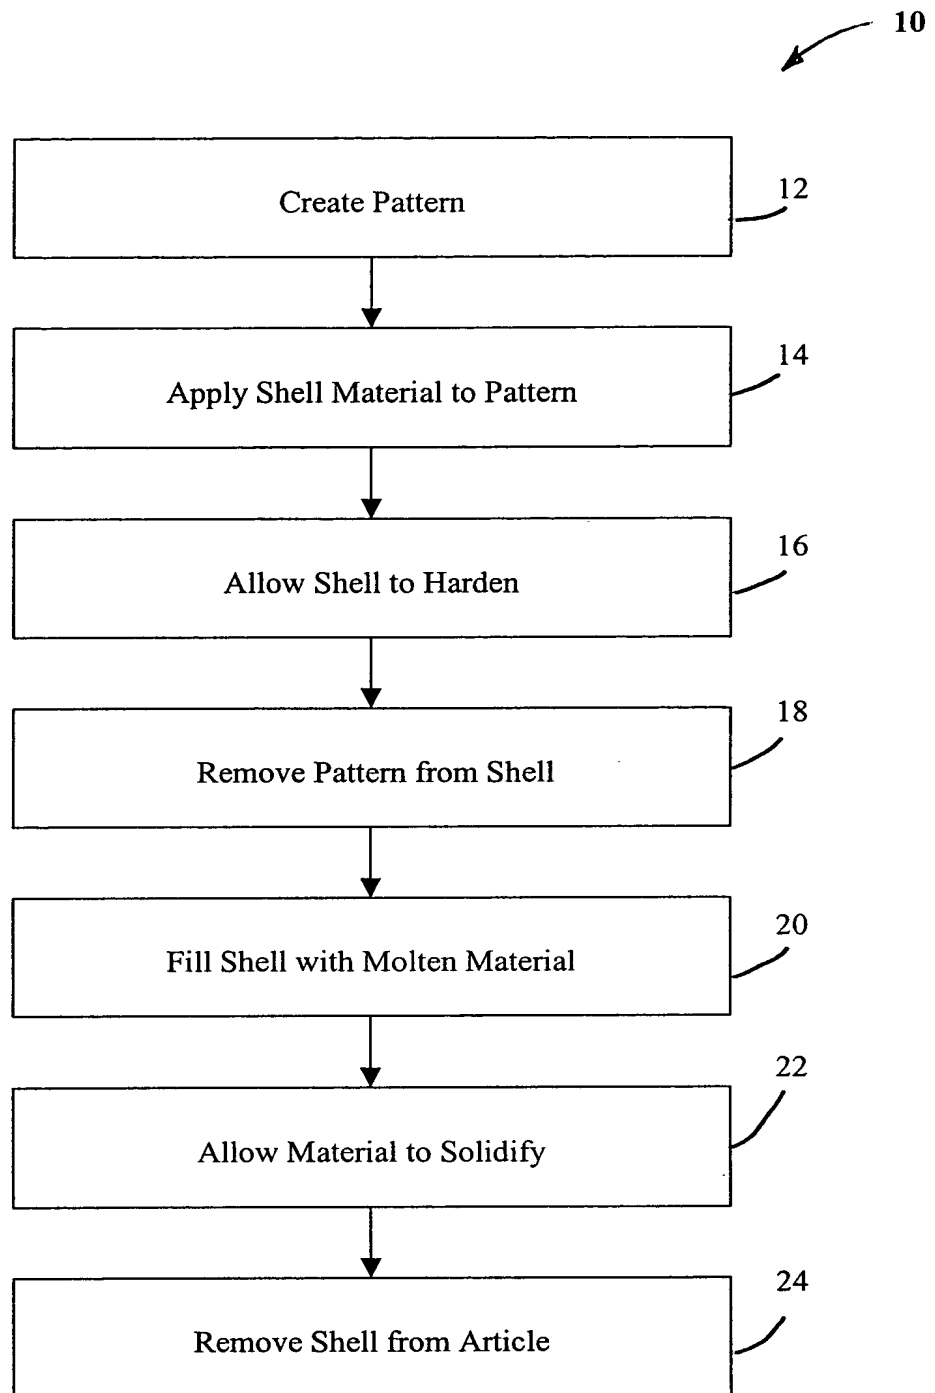 10
Create Pattern
12
Apply Shell Material to Pattern
14
Allow Shell to Harden
16
Remove Pattern from Shell
18
Fill Shell with Molten Material
20
Allow Material to Solidify
22
Remove Shell from Article
24